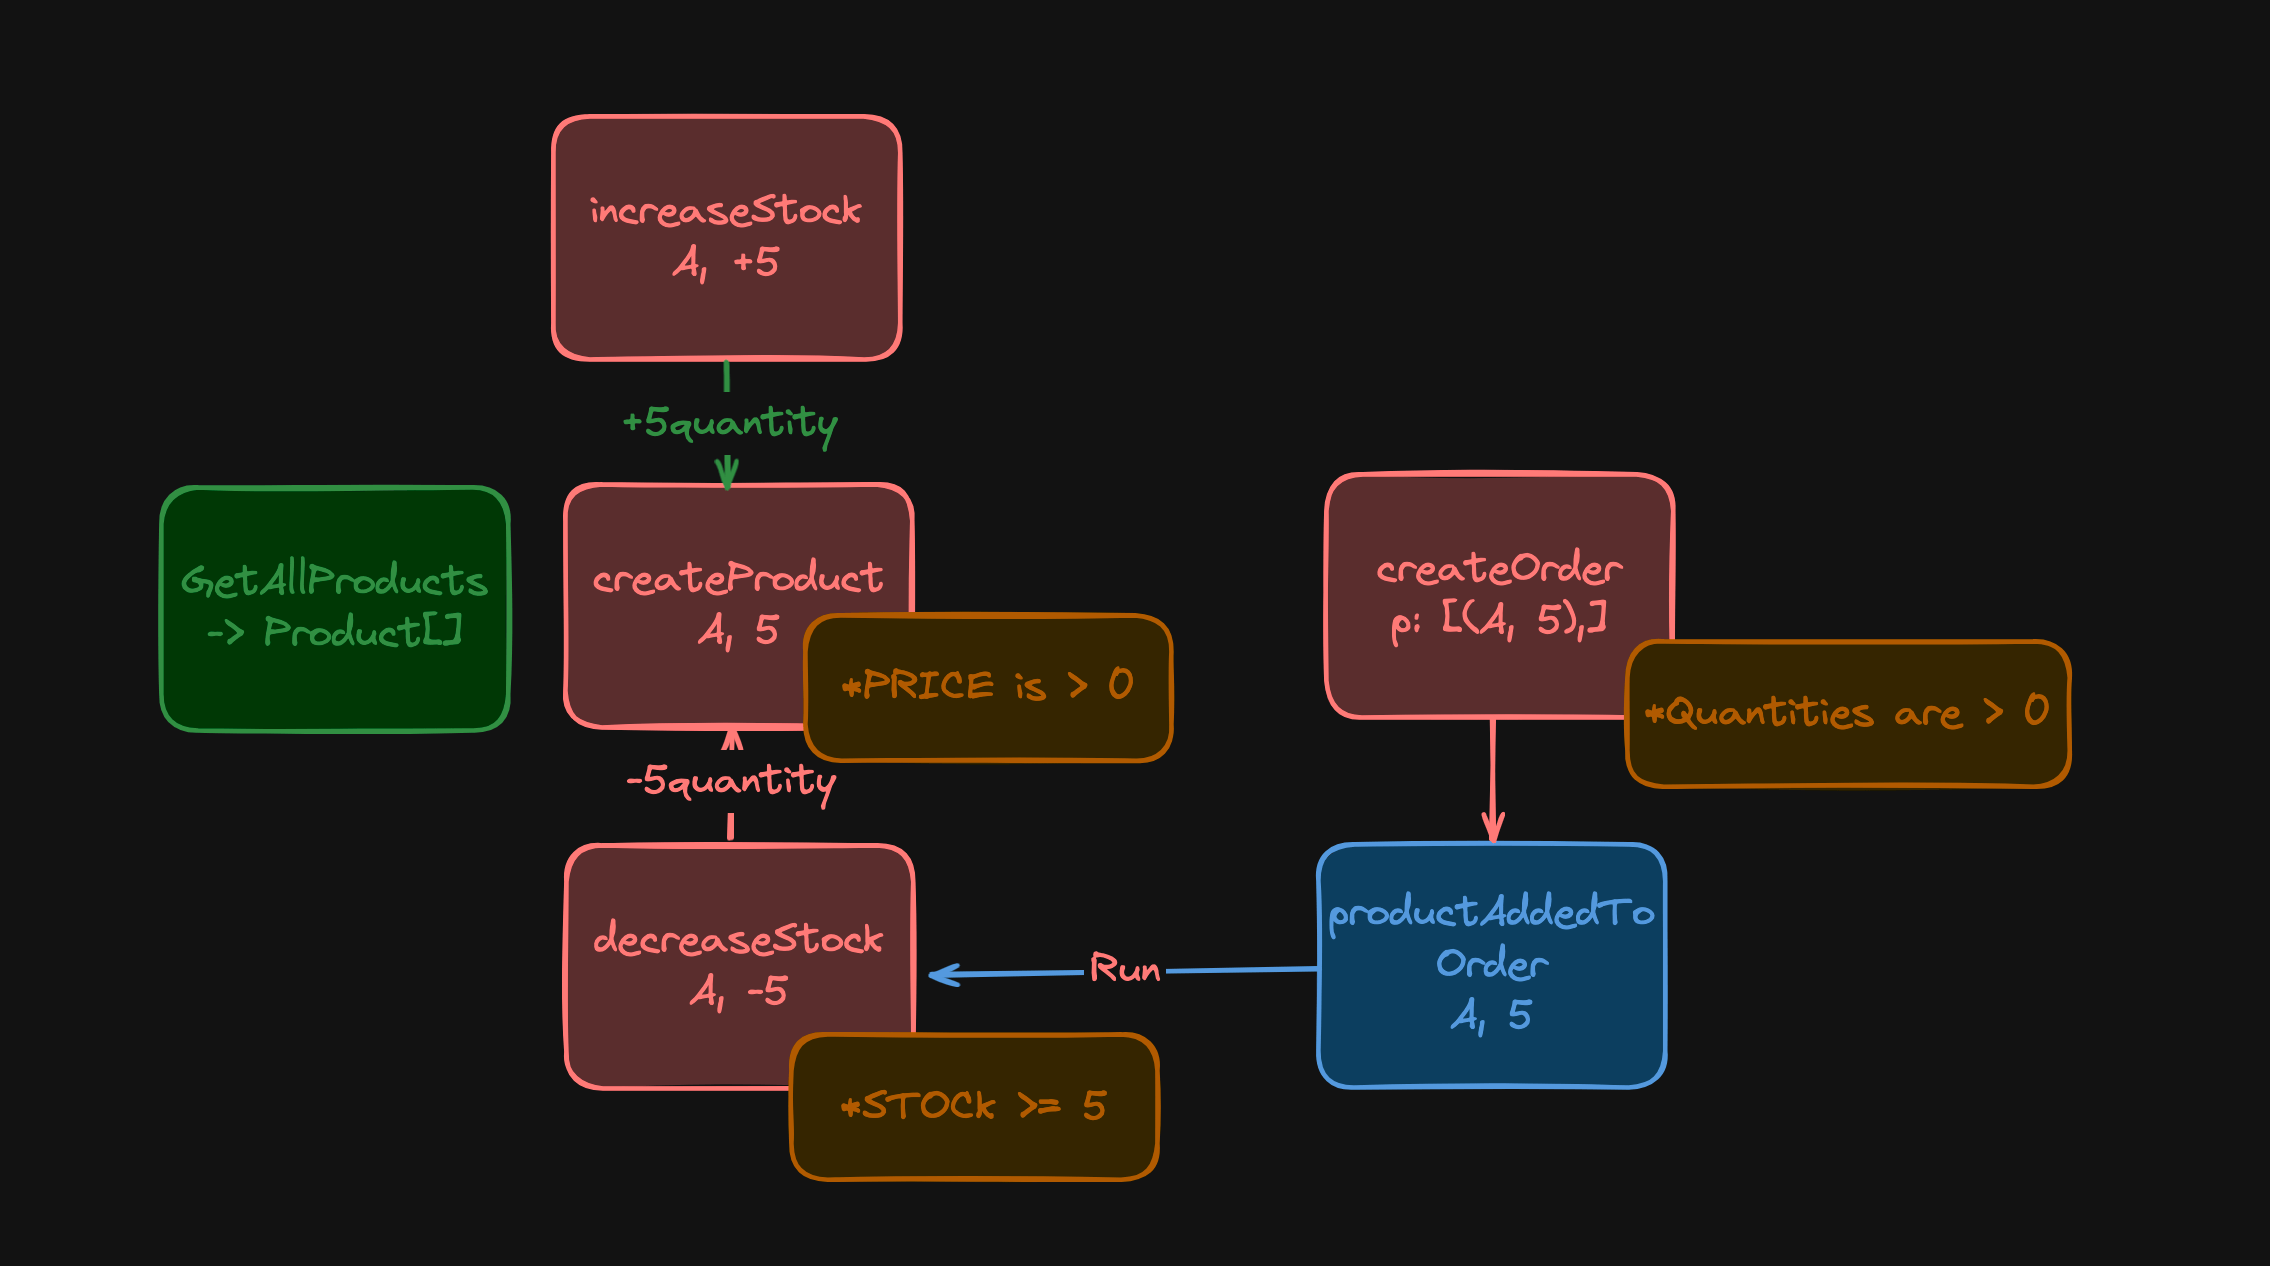 increaseStock
A, +5
+5quantity
GetAllProducts
-> Product[]
createProduct
A, 5
*PRICE is > 0
createOrder
p: [(A, 5),]
*Quantities are > 0
-5quantity
decreaseStock
A, -5
*STOCK >= 5
Run
productAddedTo
Order
A, 5